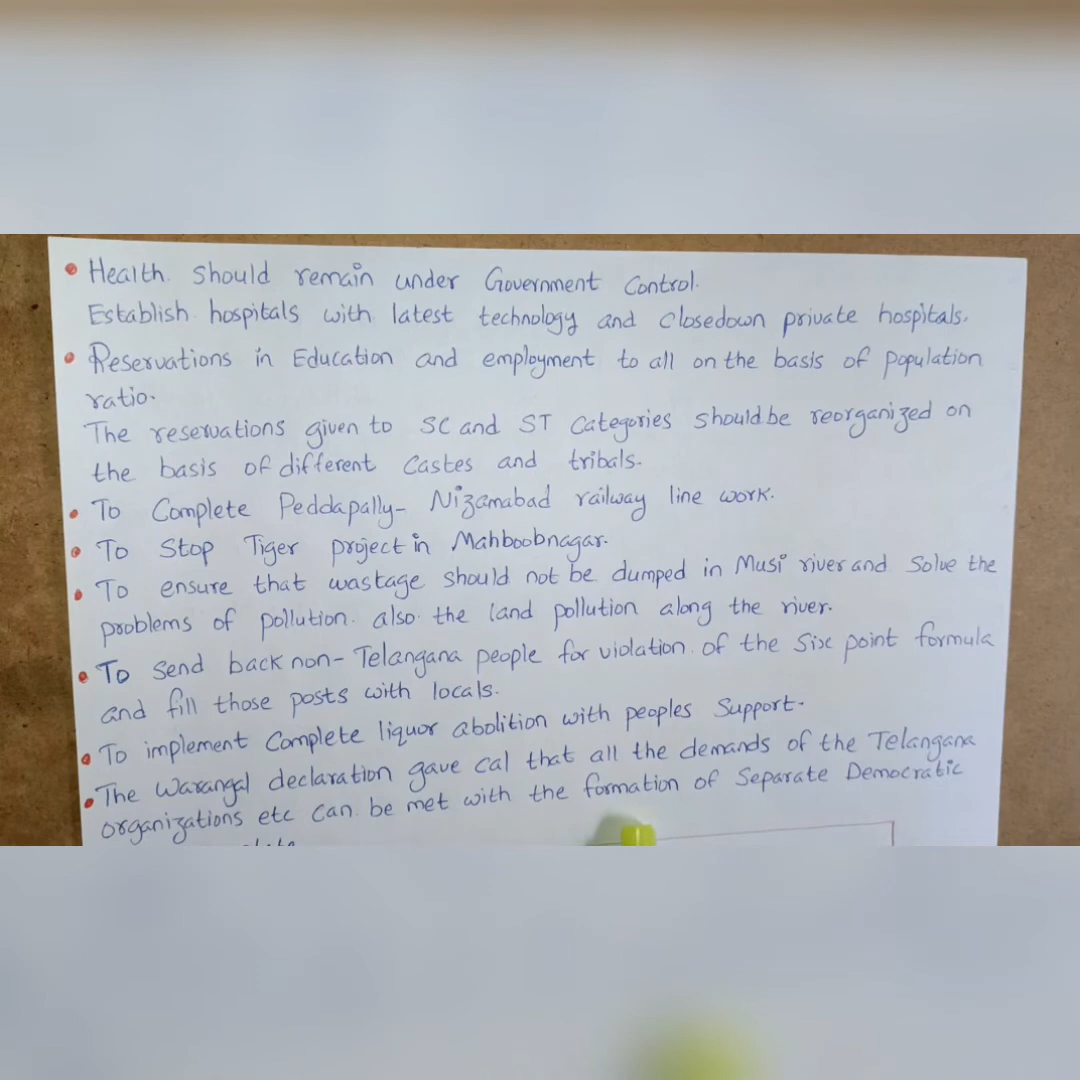 • Health should remain under Government Control.
Establish hospitals with latest technology and closedown private hospitals.
• Reservations in Education and employment to all on the basis of population
ratio.
The reservations given to SC and ST Categories should be reorganized on
the basis of different Castes and tribals.
• To Complete Peddapally- Nizamabad railway line work.
• To Stop Tiger project in Mahboobnagar.
• To ensure that wastage should not be dumped in Musi river and Solve the
problems of pollution. also the land pollution along the river.
• To Send back non-Telangana people for violation of the Six point formula
and fill those posts with locals.
• To implement Complete liquor abolition with peoples Support.
• The Warangal declaration gave cal that all the demands of the Telangana
organizations etc can be met with the formation of Separate Democratic